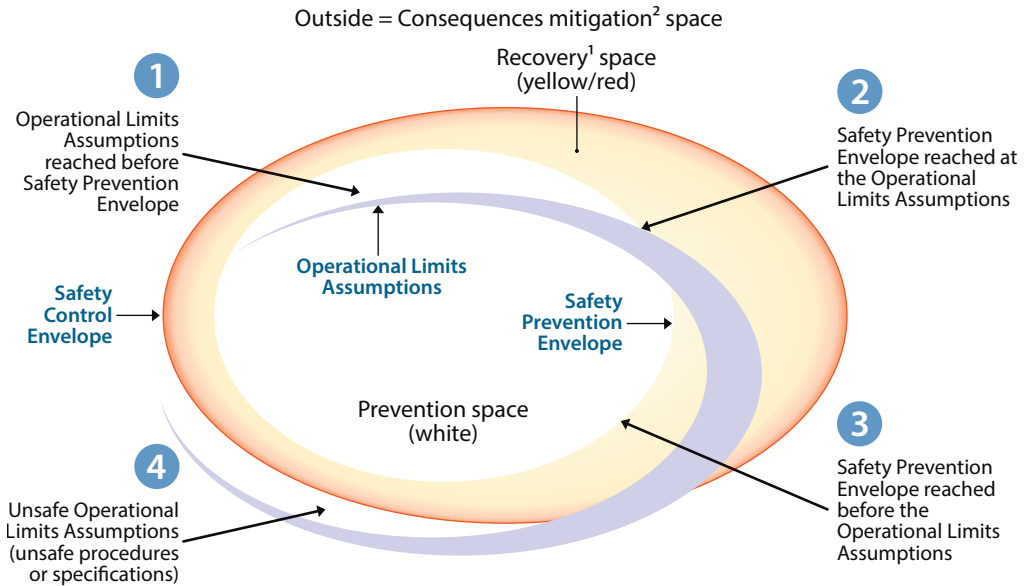 Outside = Consequences mitigation² space
Recovery¹ space
(yellow/red)
1
Operational Limits
Assumptions
reached before
Safety Prevention
Envelope
2
Safety Prevention
Envelope reached at
the Operational
Limits Assumptions
Operational Limits
Assumptions
Safety
Control
Envelope
Safety
Prevention
Envelope
Prevention space
(white)
3
Safety Prevention
Envelope reached
before the
Operational Limits
Assumptions
4
Unsafe Operational
Limits Assumptions
(unsafe procedures
or specifications)